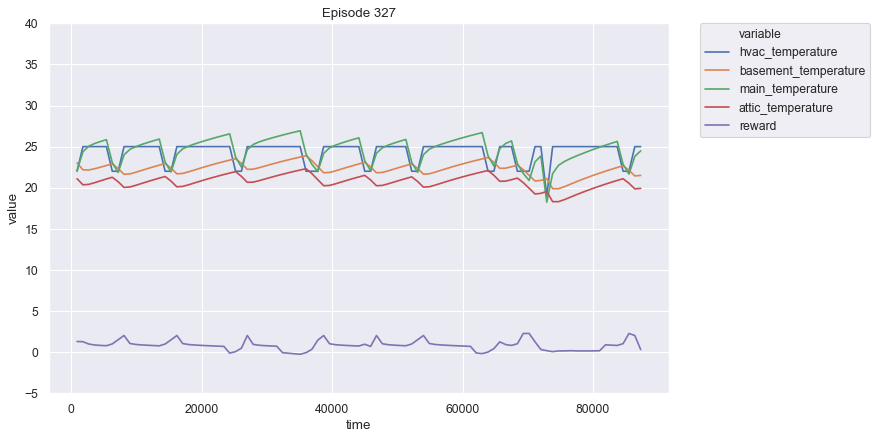 Episode 327
40
35
30
25
20
15
10
5
0
−5
value
0 20000 40000 60000 80000
time
variable
hvac_temperature
basement_temperature
main_temperature
attic_temperature
reward